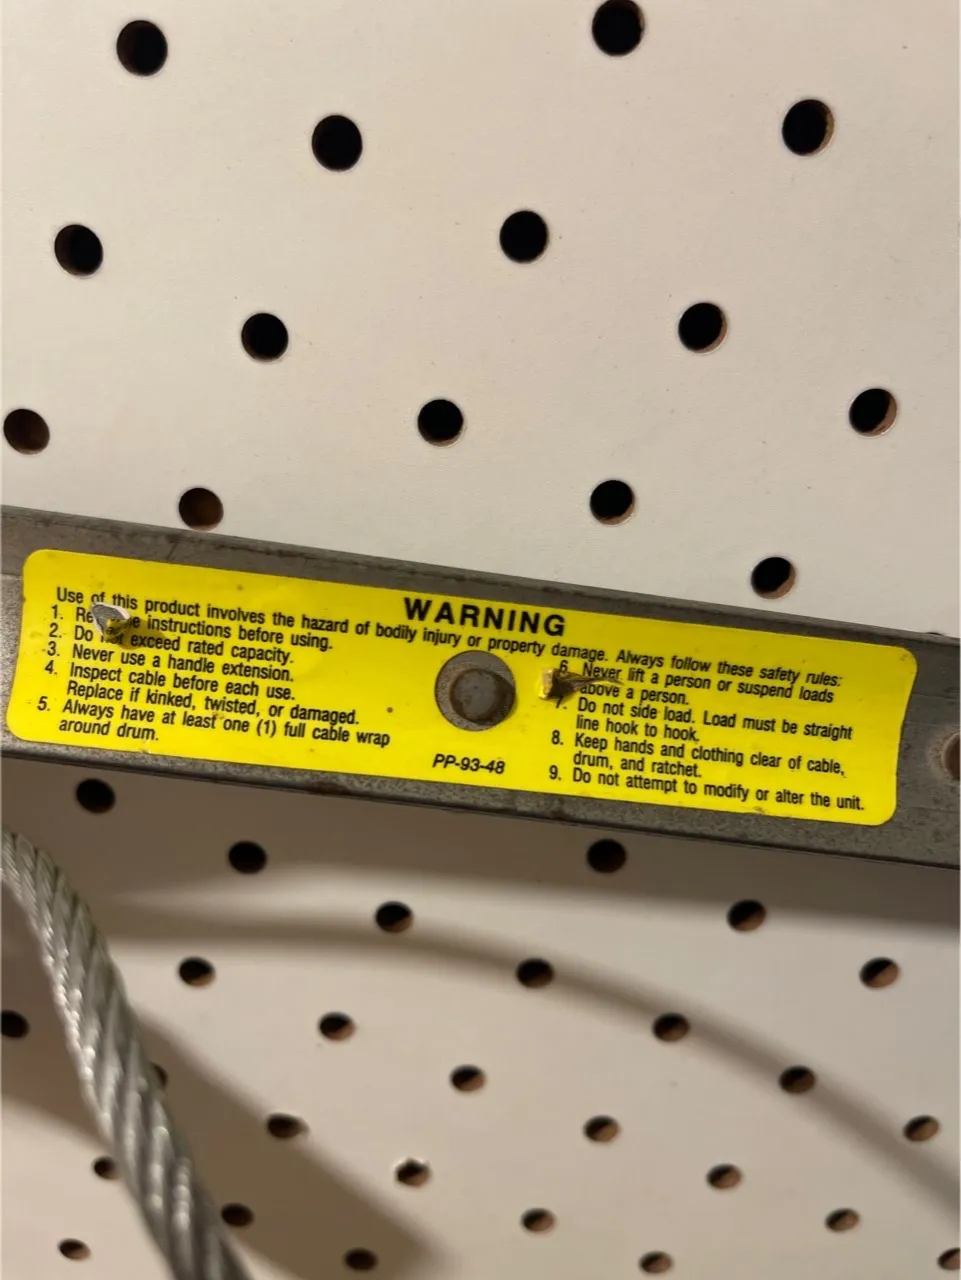 WARNING
Use of this product involves the hazard of bodily injury or property damage. Always follow these safety rules:
1. instructions before using.
2. Do exceed rated capacity.
3. Never use a handle extension.
4. Inspect cable before each use.
Replace if kinked, twisted, or damaged.
5. Always have at least one (1) full cable wrap
around drum.
PP-93-48
6. Never lift a person or suspend loads
above a person.
7. Do not side load. Load must be straight
line hook to hook.
8. Keep hands and clothing clear of cable,
drum, and ratchet.
9. Do not attempt to modify or alter the unit.